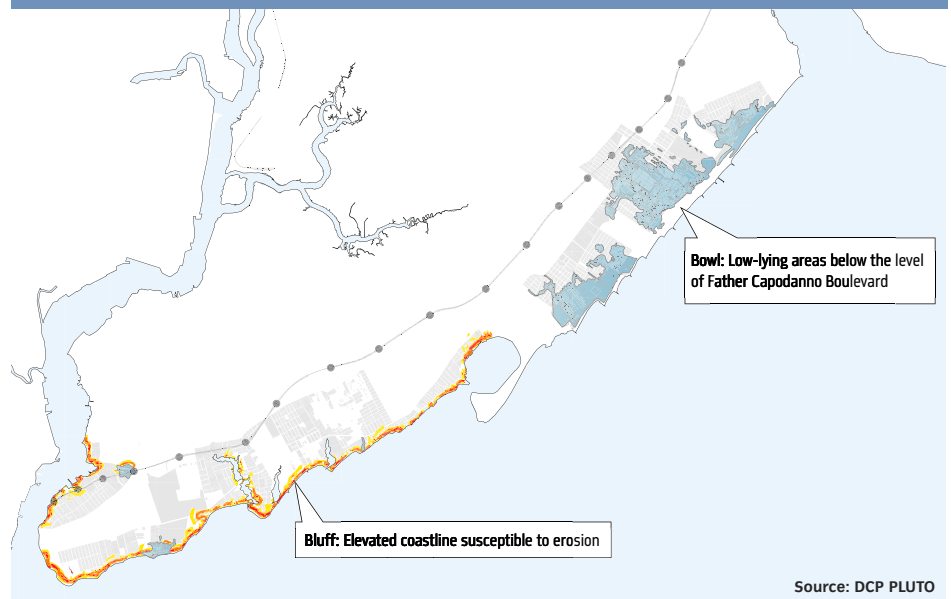 Bowl: Low-lying areas below the level
of Father Capodanno Boulevard
Bluff: Elevated coastline susceptible to erosion
Source: DCP PLUTO